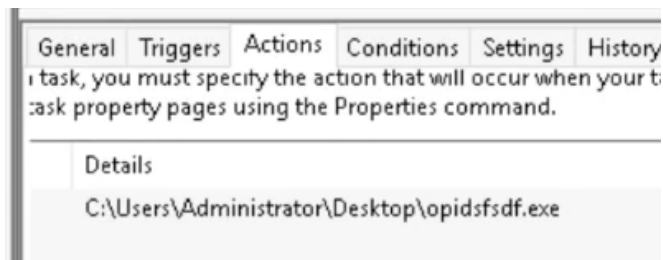 General Triggers Actions Conditions Settings History
task, you must specify the action that will occur when your
task property pages using the Properties command.
Details
C:\Users\Administrator\Desktop\opidsfsdf.exe